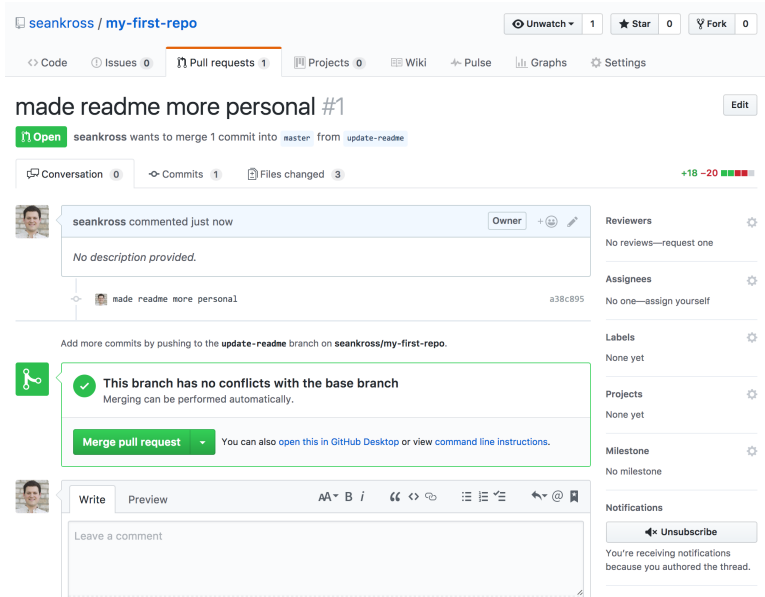 seankross / my-first-repo
Unwatch 1 Star 0 Fork 0
Code Issues 0 Pull requests 1 Projects 0 Wiki Pulse Graphs Settings
made readme more personal #1
Edit
Open seankross wants to merge 1 commit into master from update-readme
Conversation 0 Commits 1 Files changed 3
+18 −20
seankross commented just now
Owner
No description provided.
made readme more personal a38c895
Add more commits by pushing to the update-readme branch on seankross/my-first-repo.
This branch has no conflicts with the base branch
Merging can be performed automatically.
Merge pull request You can also open this in GitHub Desktop or view command line instructions.
Write Preview
AA B i
Leave a comment
Reviewers
No reviews—request one
Assignees
No one—assign yourself
Labels
None yet
Projects
None yet
Milestone
No milestone
Notifications
Unsubscribe
You're receiving notifications
because you authored the thread.